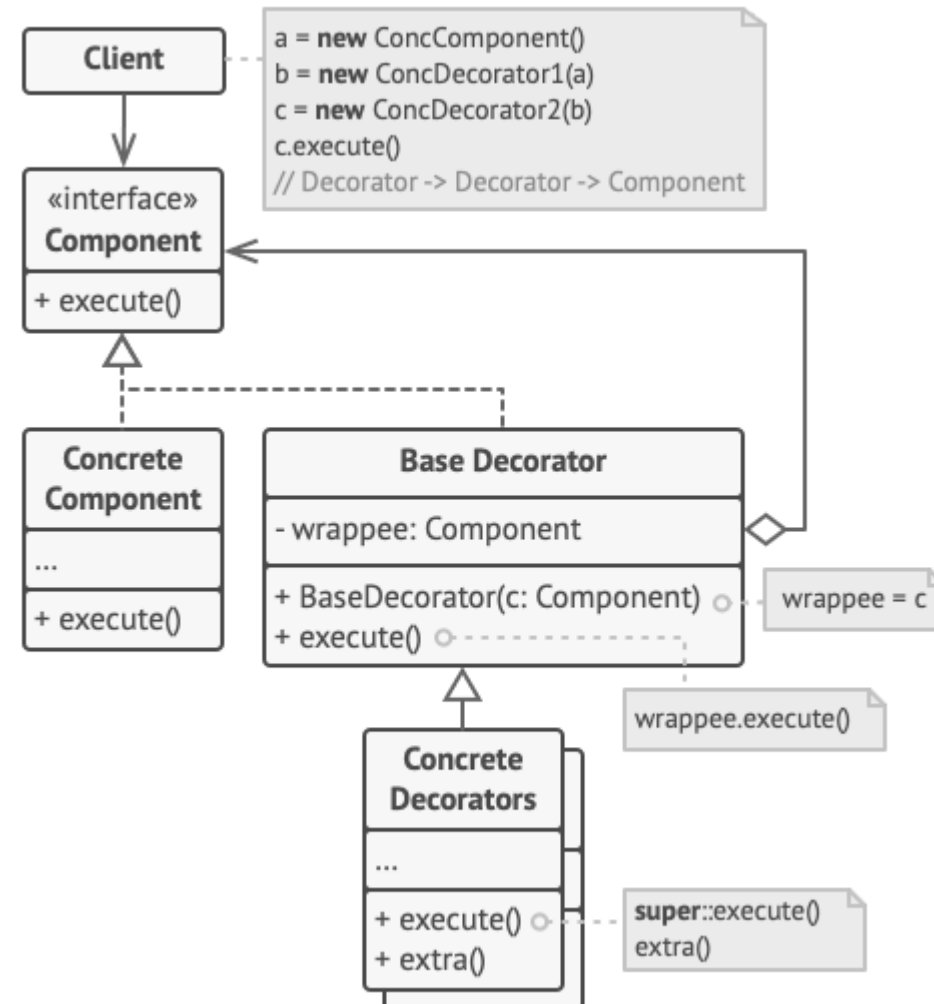 Client
a = new ConcComponent()
b = new ConcDecorator1(a)
c = new ConcDecorator2(b)
c.execute()
// Decorator -> Decorator -> Component
«interface»
Component
+ execute()
Concrete
Component
...
+ execute()
Base Decorator
- wrappee: Component
+ BaseDecorator(c: Component)
+ execute()
wrappee = c
wrappee.execute()
Concrete
Decorators
...
+ execute()
+ extra()
super::execute()
extra()